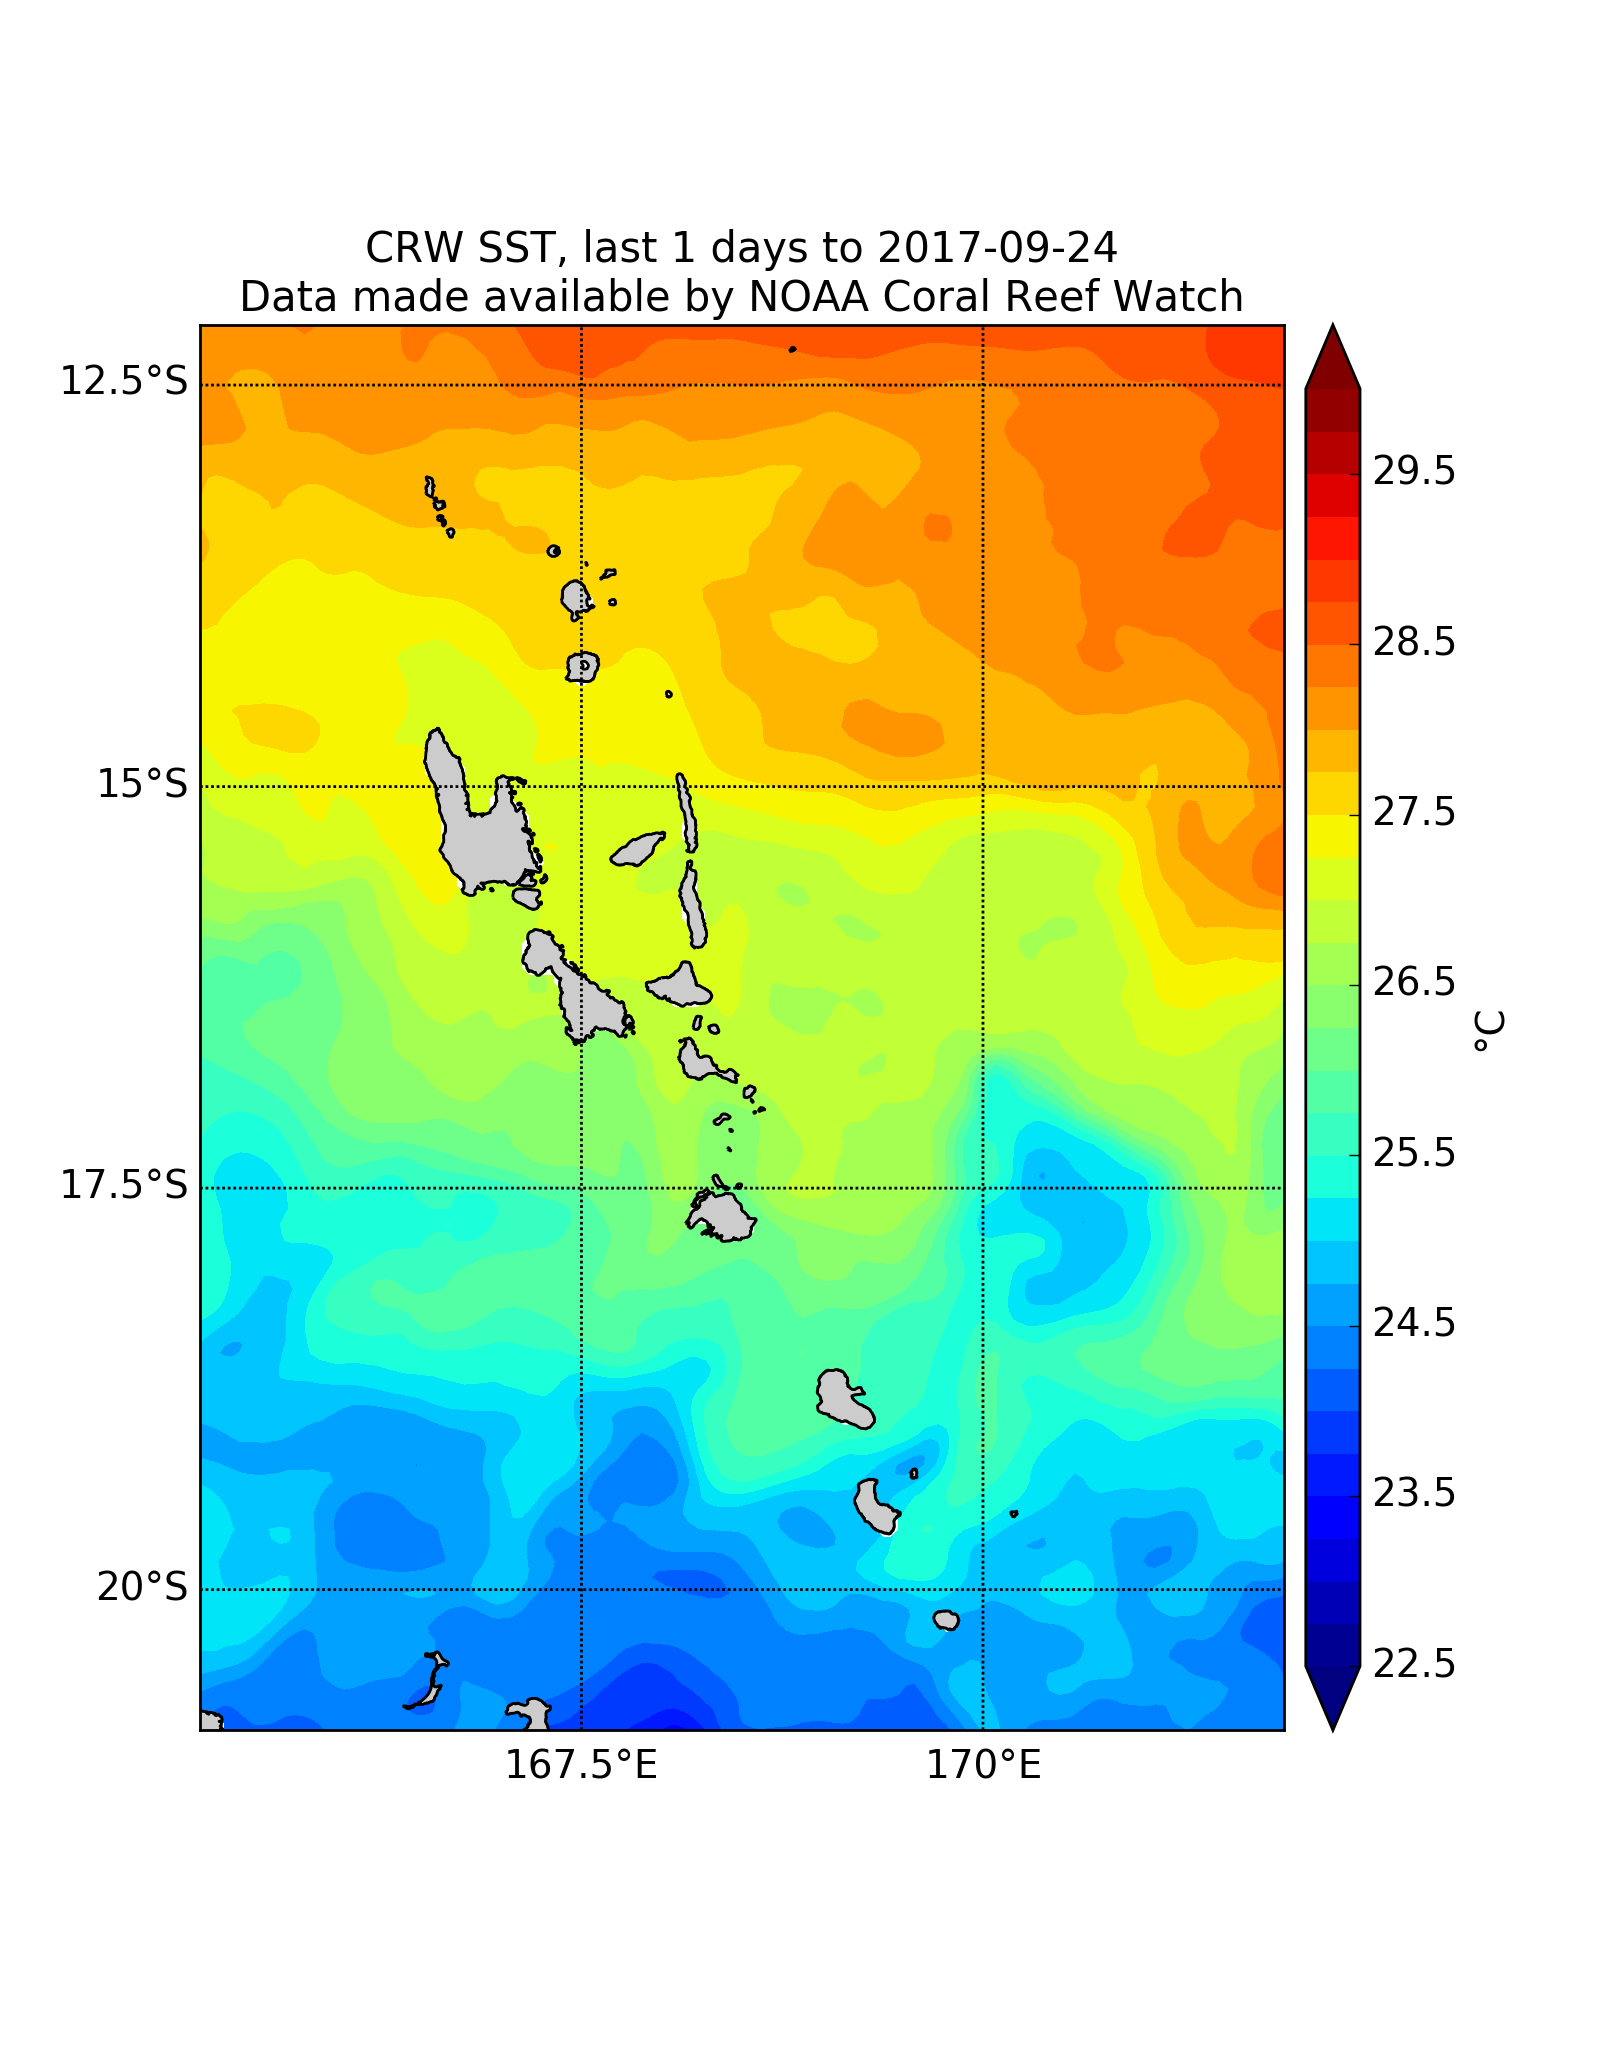 CRW SST, last 1 days to 2017-09-24
Data made available by NOAA Coral Reef Watch
12.5°S
15°S
17.5°S
20°S
167.5°E
170°E
29.5
28.5
27.5
26.5
25.5
24.5
23.5
22.5
°C